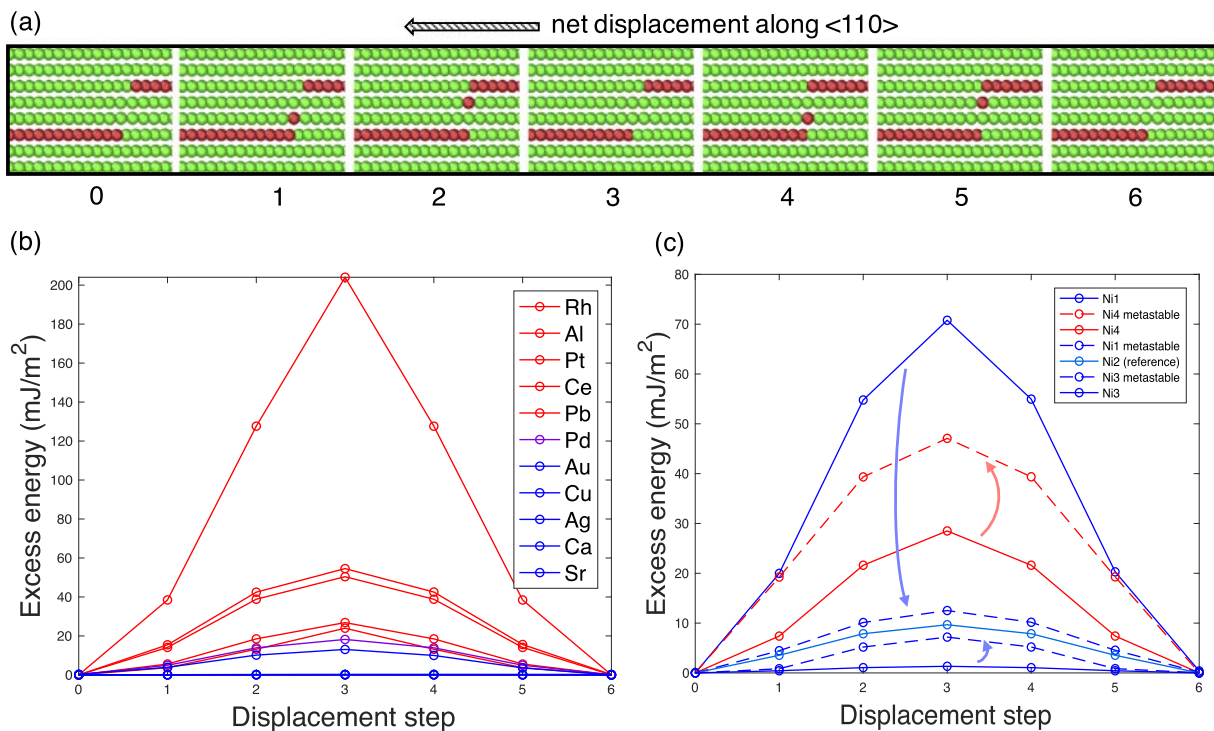 (a)
net displacement along <110>
0 1 2 3 4 5 6
(b)
Excess energy (mJ/m²)
200
180
160
140
120
100
80
60
40
20
0
0 1 2 3 4 5 6
Displacement step
Rh
Al
Pt
Ce
Pb
Pd
Au
Cu
Ag
Ca
Sr
(c)
Excess energy (mJ/m²)
80
70
60
50
40
30
20
10
0
0 1 2 3 4 5 6
Displacement step
Ni1
Ni4 metastable
Ni4
Ni1 metastable
Ni2 (reference)
Ni3 metastable
Ni3